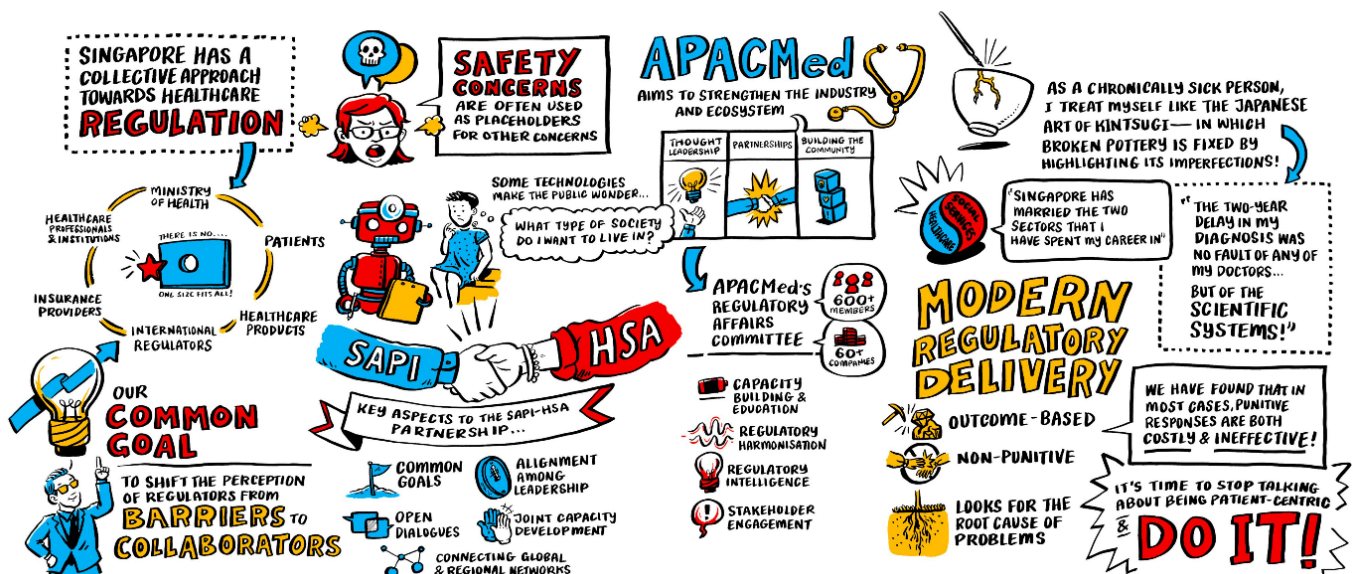 SINGAPORE HAS A
COLLECTIVE APPROACH
TOWARDS HEALTHCARE
REGULATION
MINISTRY
OF HEALTH
HEALTHCARE
PROFESSIONALS
& INSTITUTIONS
PATIENTS
THERE IS NO....
ONE SIZE FITS ALL!
INSURANCE
PROVIDERS
HEALTHCARE
PRODUCTS
INTERNATIONAL
REGULATORS
OUR
COMMON
GOAL
TO SHIFT THE PERCEPTION
OF REGULATORS FROM
BARRIERS TO
COLLABORATORS
SAFETY
CONCERNS
ARE OFTEN USED
AS PLACEHOLDERS
FOR OTHER CONCERNS
SOME TECHNOLOGIES
MAKE THE PUBLIC WONDER...
WHAT TYPE OF SOCIETY
DO I WANT TO LIVE IN?
SAPI
HSA
KEY ASPECTS TO THE SAPI-HSA
PARTNERSHIP...
COMMON
GOALS
ALIGNMENT
AMONG
LEADERSHIP
OPEN
DIALOGUES
JOINT CAPACITY
DEVELOPMENT
CONNECTING GLOBAL
& REGIONAL NETWORKS
APACMed
AIMS TO STRENGTHEN THE INDUSTRY
AND ECOSYSTEM
THOUGHT
LEADERSHIP
PARTNERSHIPS
BUILDING THE
COMMUNITY
APACMed's
REGULATORY
AFFAIRS
COMMITTEE
600+
MEMBERS
60+
COMPANIES
CAPACITY
BUILDING &
EDUCATION
REGULATORY
HARMONISATION
REGULATORY
INTELLIGENCE
STAKEHOLDER
ENGAGEMENT
AS A CHRONICALLY SICK PERSON,
I TREAT MYSELF LIKE THE JAPANESE
ART OF KINTSUGI— IN WHICH
BROKEN POTTERY IS FIXED BY
HIGHLIGHTING ITS IMPERFECTIONS!
SOCIAL
SERVICES
HEALTHCARE
"SINGAPORE HAS
MARRIED THE TWO
SECTORS THAT I
HAVE SPENT MY CAREER IN"
"THE TWO-YEAR
DELAY IN MY
DIAGNOSIS WAS
NO FAULT OF ANY OF
MY DOCTORS...
BUT OF THE
SCIENTIFIC
SYSTEMS!"
MODERN
REGULATORY
DELIVERY
OUTCOME-BASED
NON-PUNITIVE
LOOKS FOR THE
ROOT CAUSE OF
PROBLEMS
WE HAVE FOUND THAT IN
MOST CASES, PUNITIVE
RESPONSES ARE BOTH
COSTLY & INEFFECTIVE!
IT'S TIME TO STOP TALKING
ABOUT BEING PATIENT-CENTRIC
& DO IT!